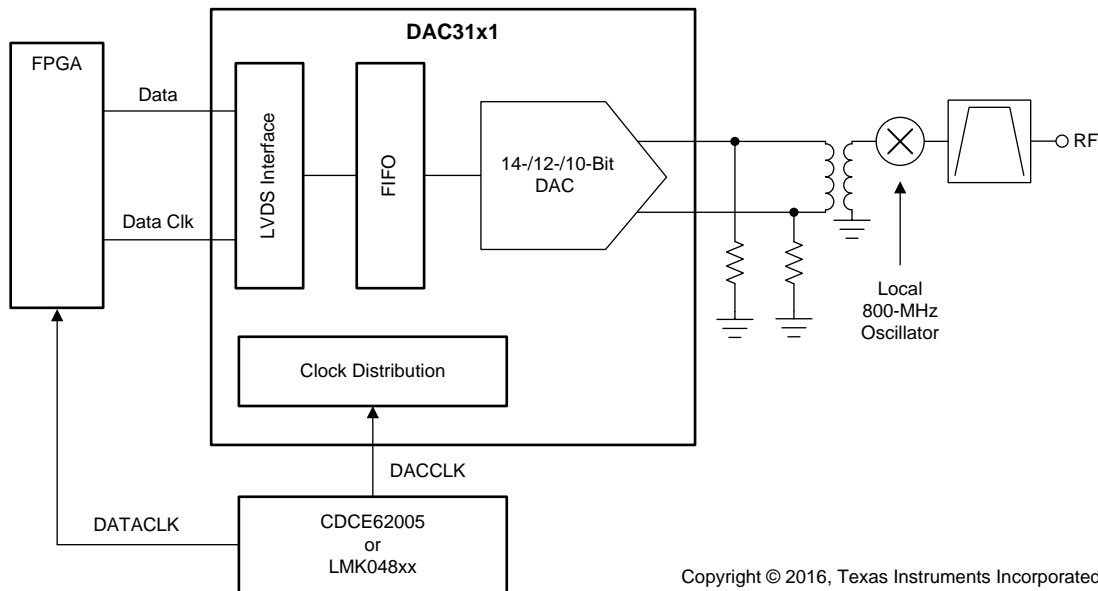 DAC31x1
FPGA
Data
Data Clk
LVDS Interface
FIFO
14-/12-/10-Bit
DAC
RF
Local
800-MHz
Oscillator
Clock Distribution
DACCLK
DATACLK
CDCE62005
or
LMK048xx
Copyright © 2016, Texas Instruments Incorporated